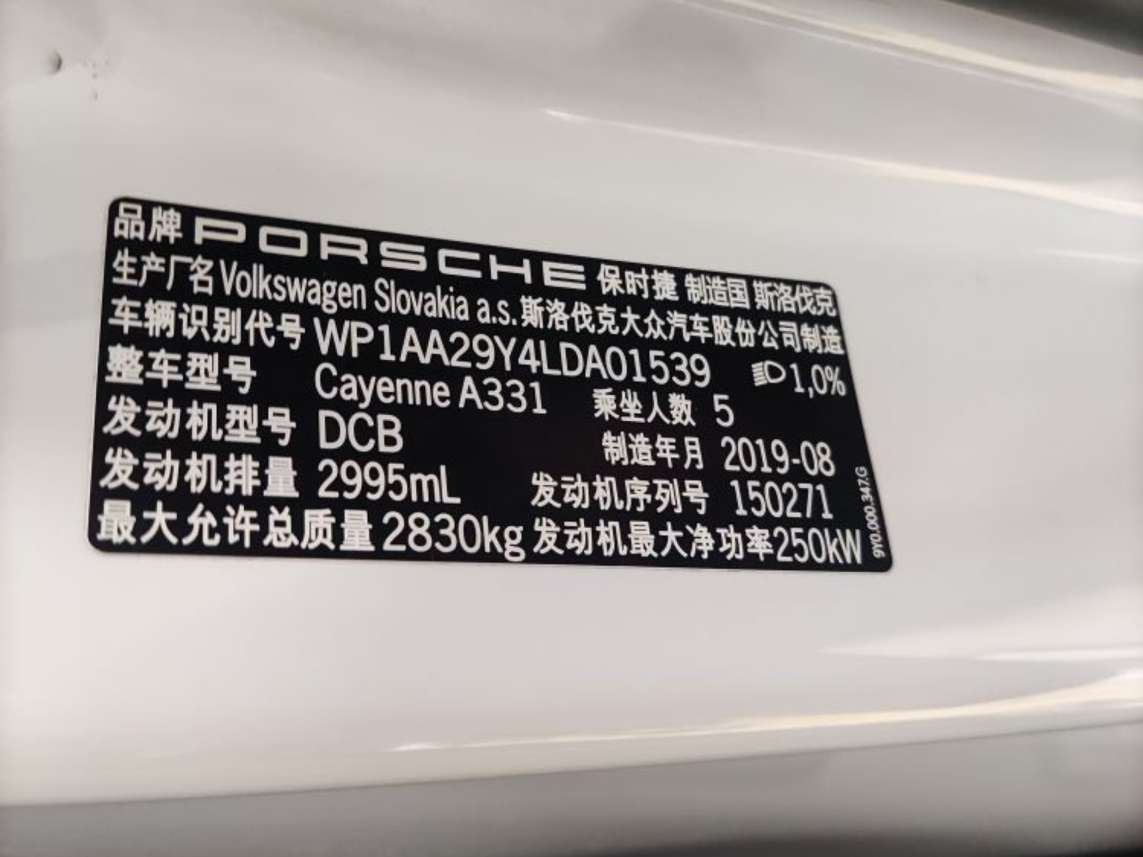 品牌 PORSCHE 保时捷 制造国 斯洛伐克
生产厂名 Volkswagen Slovakia a.s. 斯洛伐克大众汽车股份公司制造
车辆识别代号 WP1AA29Y4LDA01539 1,0%
整车型号 Cayenne A331 乘坐人数 5
发动机型号 DCB 制造年月 2019-08
发动机排量 2995mL 发动机序列号 150271
最大允许总质量 2830kg 发动机最大净功率 250kW
9Y0.000.347.G